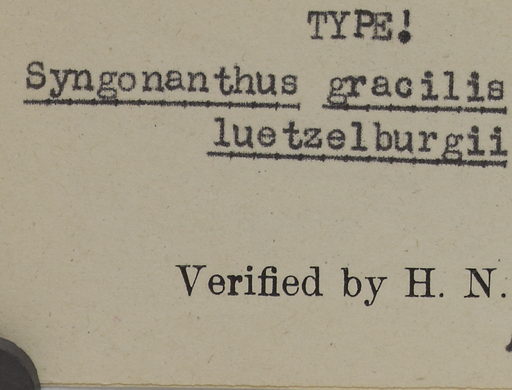 TYPE!
Syngonanthus gracilis
luetzelburgii
Verified by H. N.